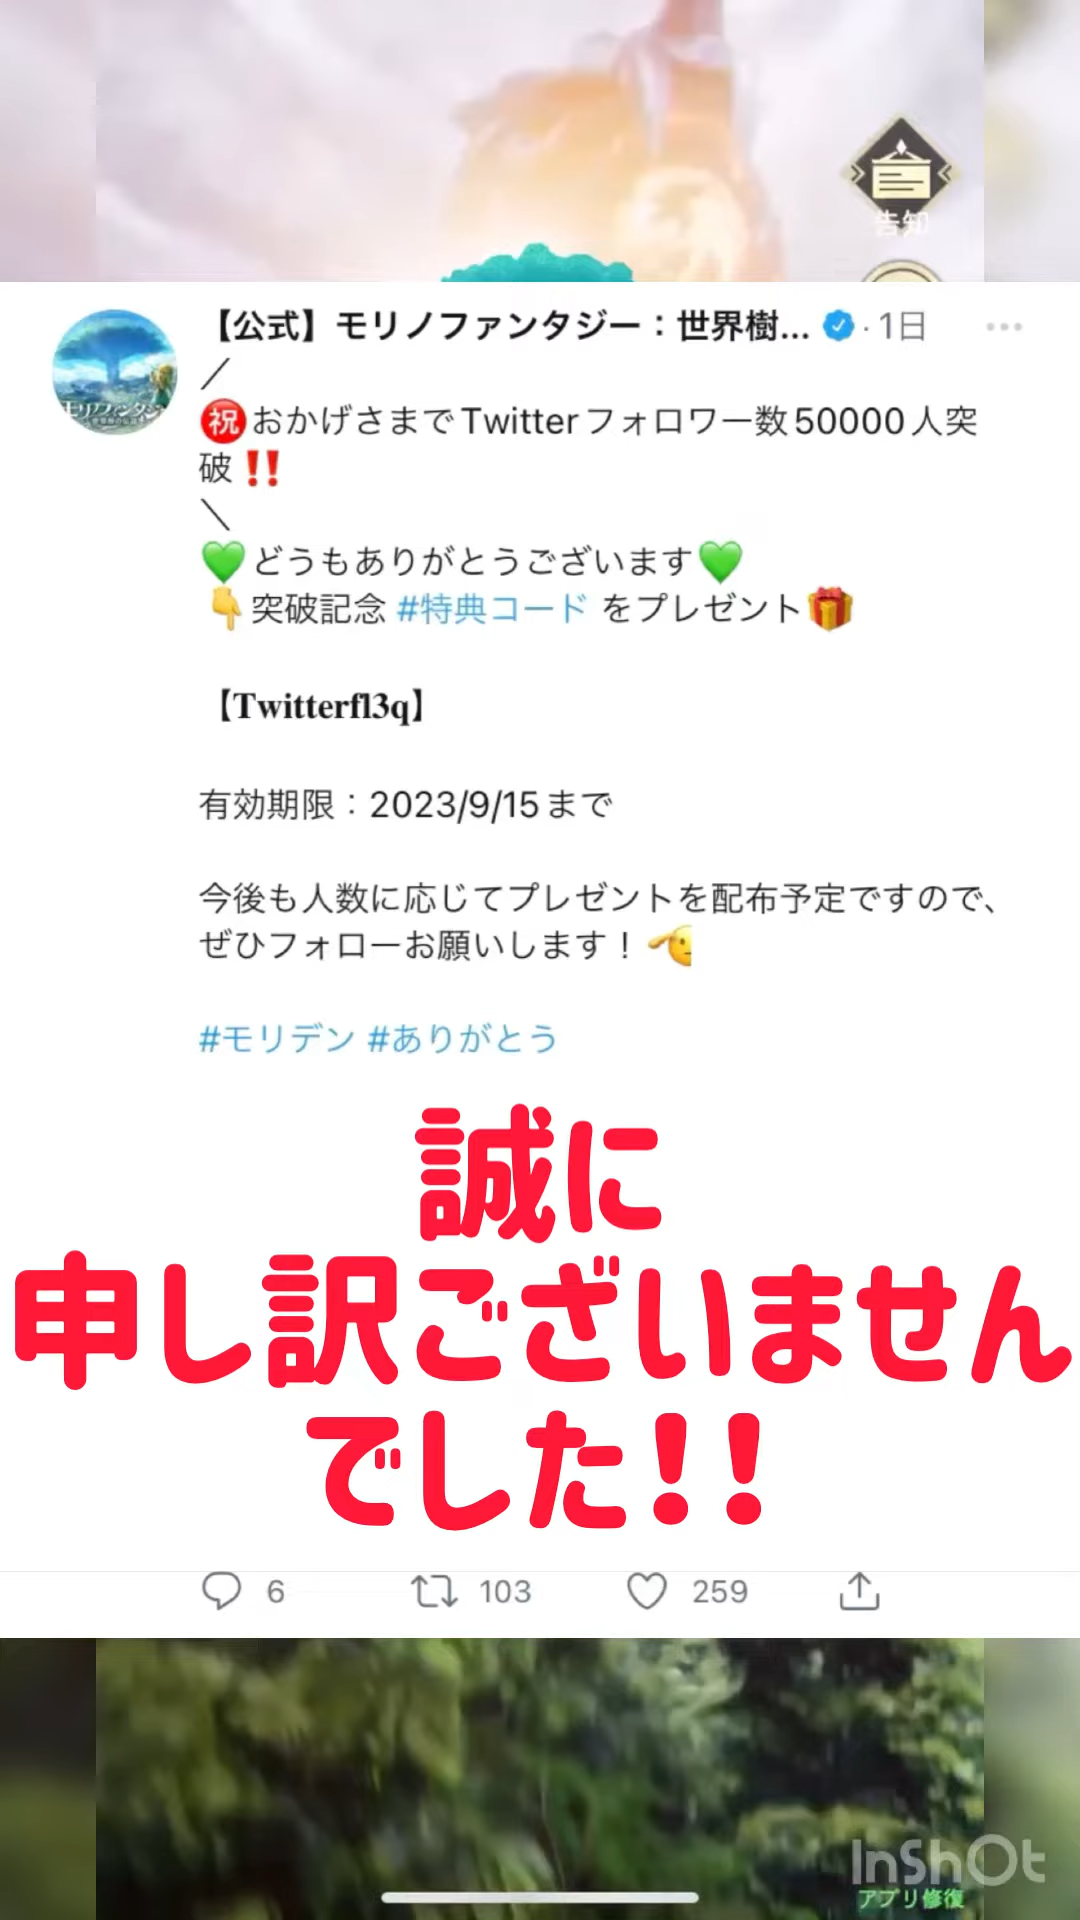 告知
【公式】モリノファンタジー：世界樹... · 1日
／
㊗おかげさまでTwitterフォロワー数50000人突
破‼️
＼
💚どうもありがとうございます💚
👇突破記念 #特典コード をプレゼント🎁
【Twitterfl3q】
有効期限：2023/9/15まで
今後も人数に応じてプレゼントを配布予定ですので、
ぜひフォローお願いします！
#モリデン #ありがとう
誠に
申し訳ございません
でした!!
6 103 259
InShOt
アプリ修復